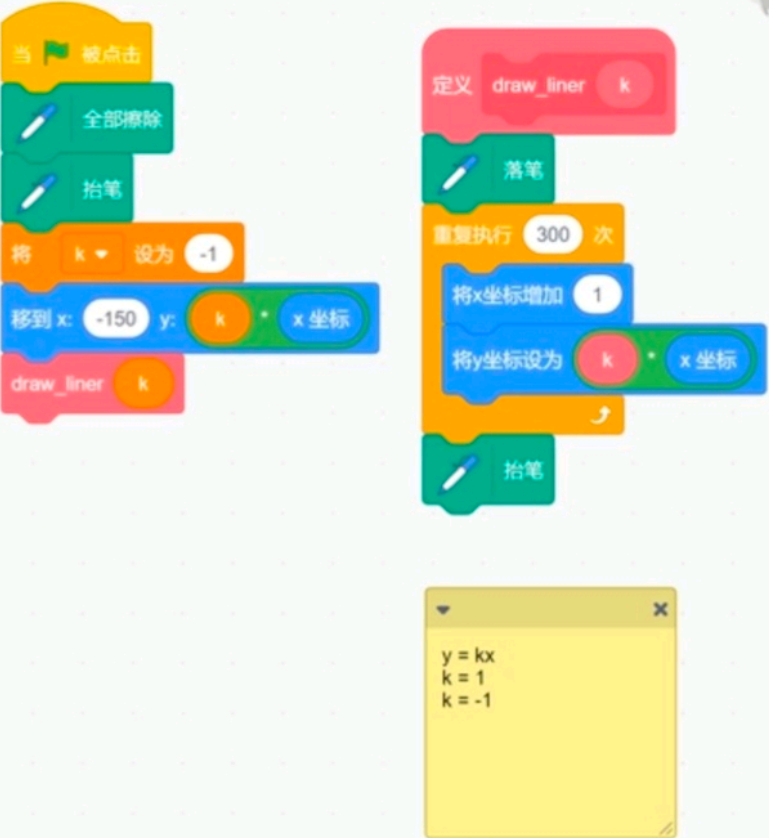 当 被点击
全部擦除
抬笔
将 k 设为 -1
移到 x: -150 y: k * x 坐标
draw_liner k
定义 draw_liner k
落笔
重复执行 300 次
将x坐标增加 1
将y坐标设为 k * x 坐标
抬笔
y = kx
k = 1
k = -1